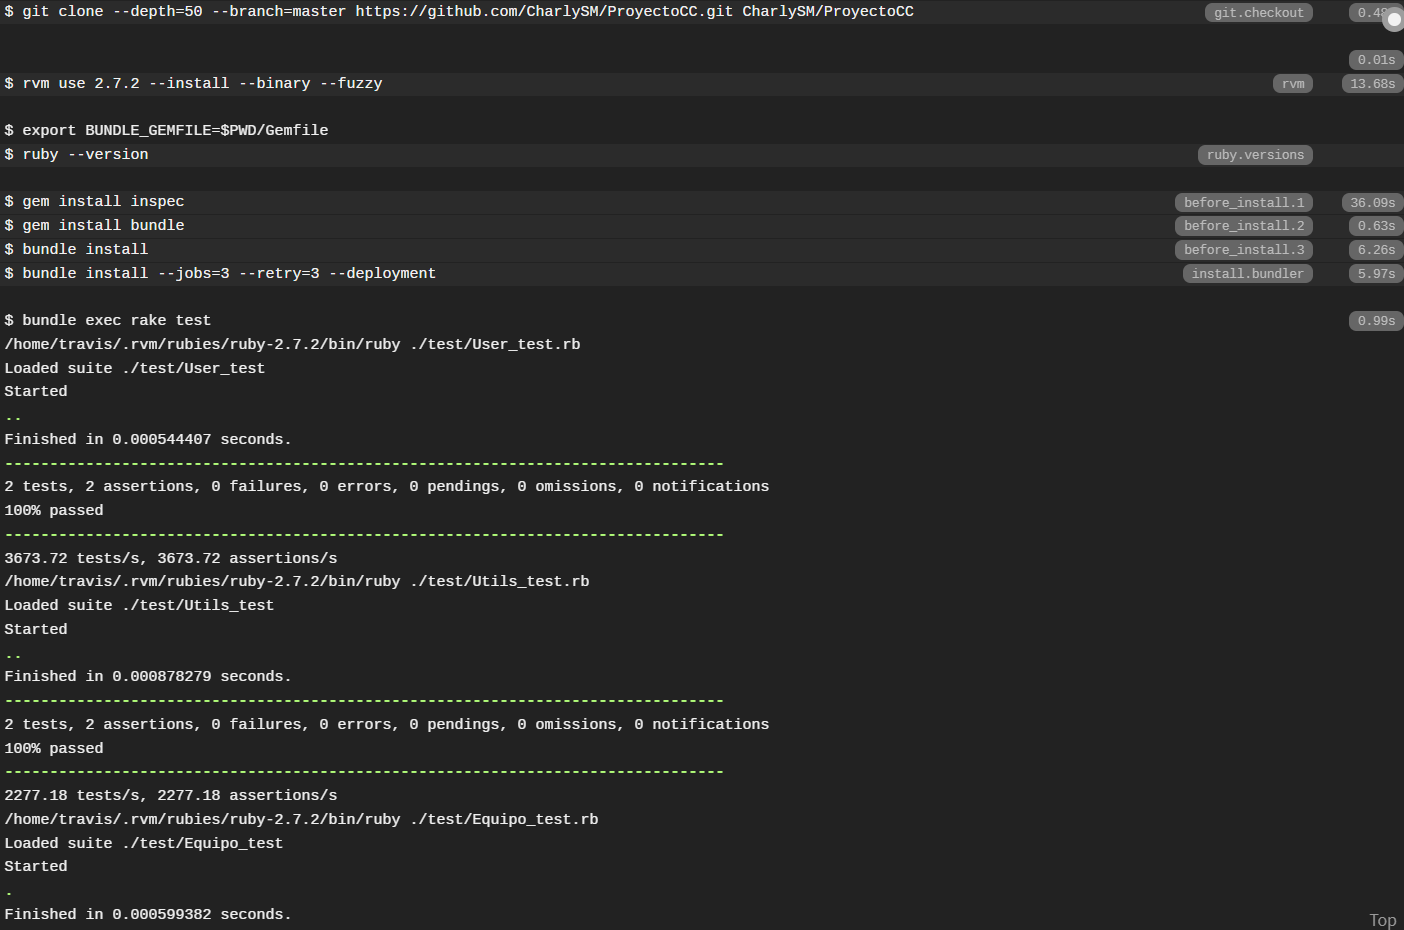 $ git clone --depth=50 --branch=master https://github.com/CharlySM/ProyectoCC.git CharlySM/ProyectoCC git.checkout
0.01s
$ rvm use 2.7.2 --install --binary --fuzzy rvm 13.68s
$ export BUNDLE_GEMFILE=$PWD/Gemfile
$ ruby --version ruby.versions
$ gem install inspec before_install.1 36.09s
$ gem install bundle before_install.2 0.63s
$ bundle install before_install.3 6.26s
$ bundle install --jobs=3 --retry=3 --deployment install.bundler 5.97s
$ bundle exec rake test 0.99s
/home/travis/.rvm/rubies/ruby-2.7.2/bin/ruby ./test/User_test.rb
Loaded suite ./test/User_test
Started
..
Finished in 0.000544407 seconds.
--------------------------------------------------------------------------------
2 tests, 2 assertions, 0 failures, 0 errors, 0 pendings, 0 omissions, 0 notifications
100% passed
--------------------------------------------------------------------------------
3673.72 tests/s, 3673.72 assertions/s
/home/travis/.rvm/rubies/ruby-2.7.2/bin/ruby ./test/Utils_test.rb
Loaded suite ./test/Utils_test
Started
..
Finished in 0.000878279 seconds.
--------------------------------------------------------------------------------
2 tests, 2 assertions, 0 failures, 0 errors, 0 pendings, 0 omissions, 0 notifications
100% passed
--------------------------------------------------------------------------------
2277.18 tests/s, 2277.18 assertions/s
/home/travis/.rvm/rubies/ruby-2.7.2/bin/ruby ./test/Equipo_test.rb
Loaded suite ./test/Equipo_test
Started
.
Finished in 0.000599382 seconds.
Top